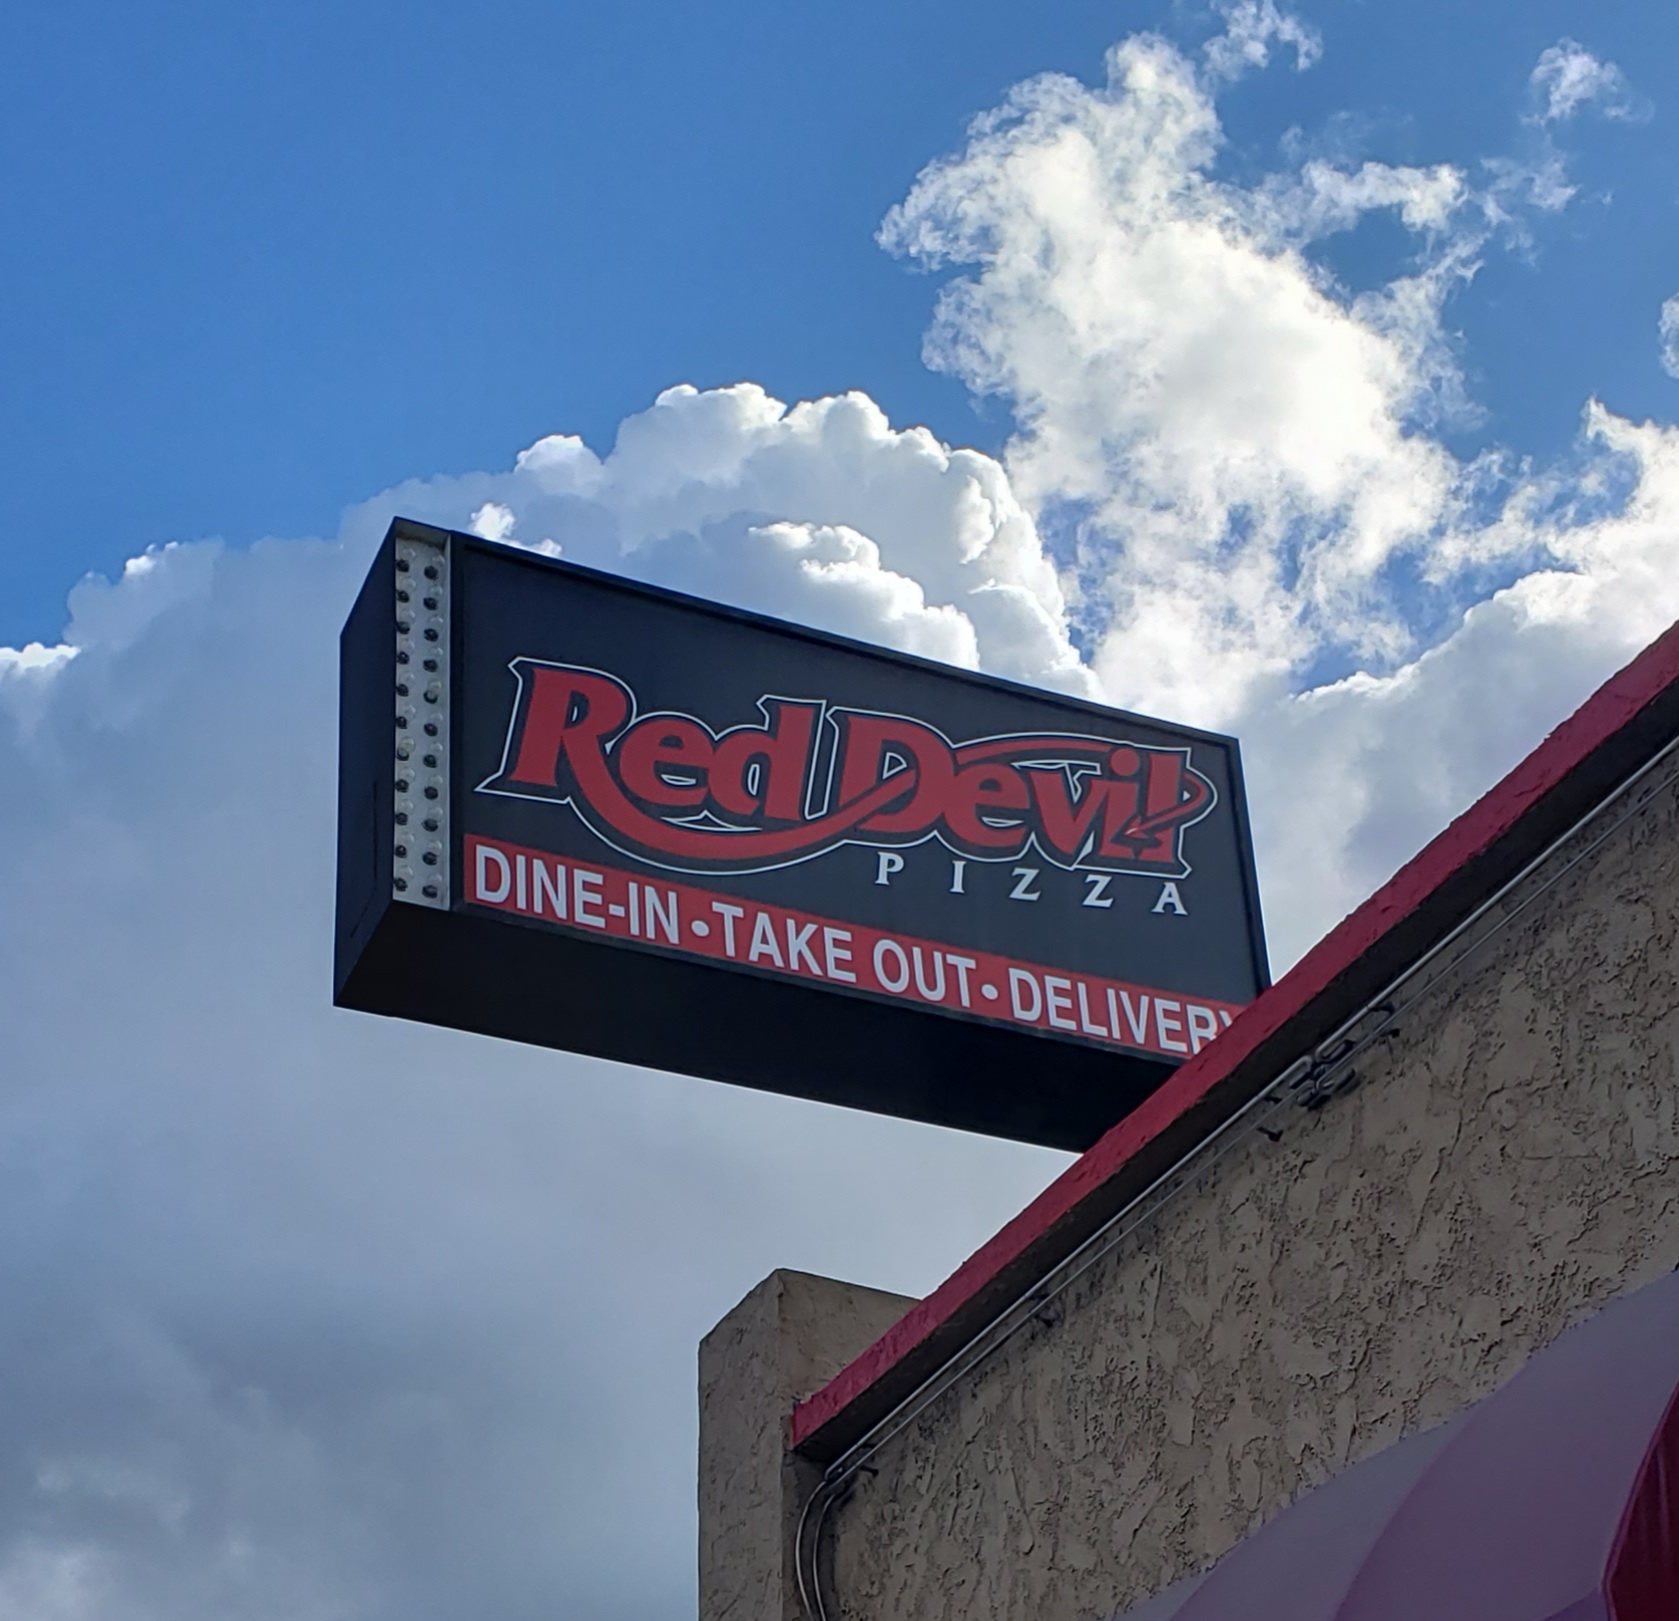 Red Devil
PIZZA
DINE-IN • TAKE OUT • DELIVERY